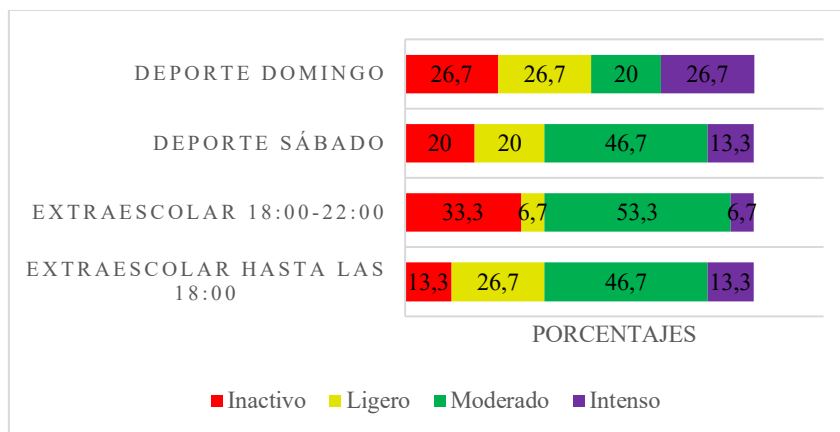 DEPORTE DOMINGO
26,7 26,7 20 26,7
DEPORTE SÁBADO
20 20 46,7 13,3
EXTRAESCOLAR 18:00-22:00
33,3 6,7 53,3 6,7
EXTRAESCOLAR HASTA LAS
18:00
13,3 26,7 46,7 13,3
PORCENTAJES
Inactivo Ligero Moderado Intenso